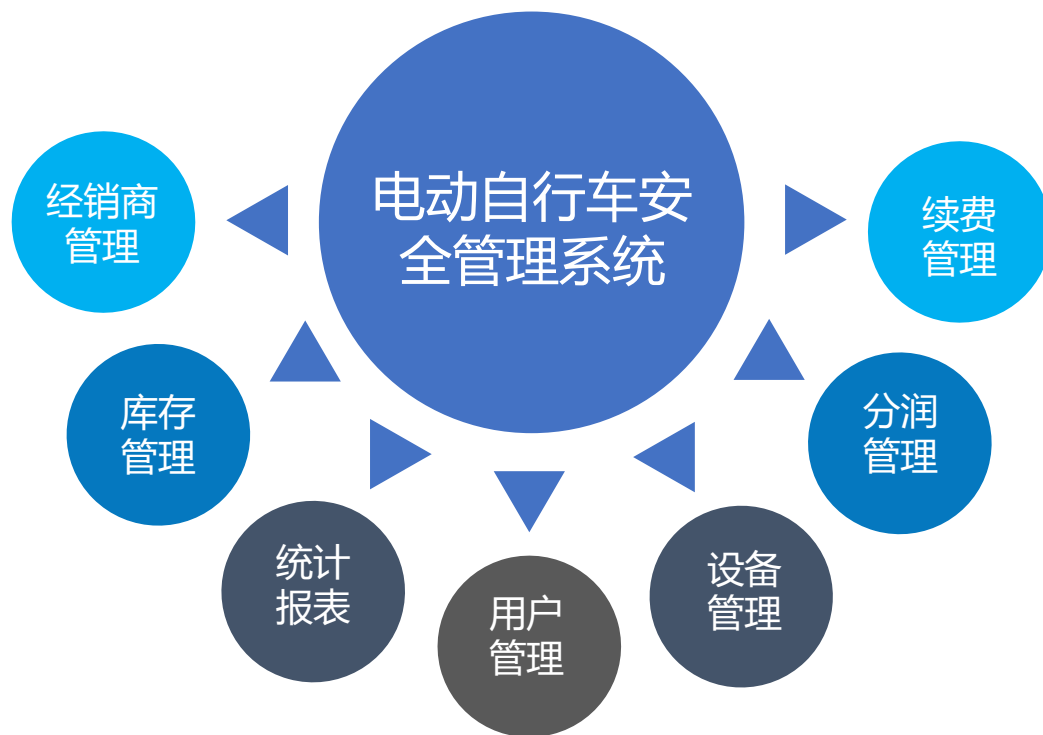 电动自行车安
全管理系统
经销商
管理
库存
管理
统计
报表
用户
管理
设备
管理
分润
管理
续费
管理